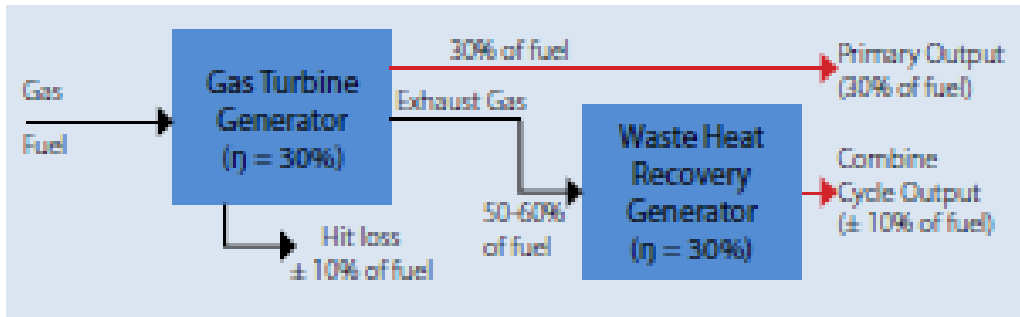 Gas
Fuel
Gas Turbine
Generator
(η = 30%)
30% of fuel
Exhaust Gas
Hit loss
± 10% of fuel
50-60%
of fuel
Waste Heat
Recovery
Generator
(η = 30%)
Primary Output
(30% of fuel)
Combine
Cycle Output
(± 10% of fuel)